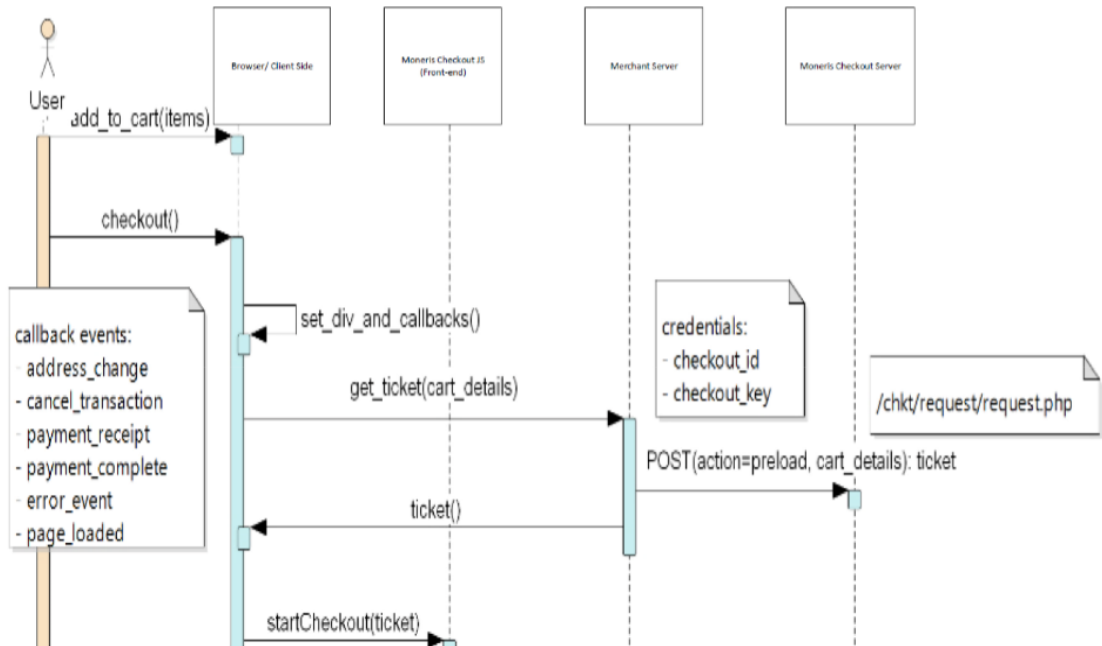 Browser/ Client Side
Moneris Checkout JS
(Front-end)
Merchant Server
Moneris Checkout Server
User
add_to_cart(items)
checkout()
set_div_and_callbacks()
callback events:
- address_change
- cancel_transaction
- payment_receipt
- payment_complete
- error_event
- page_loaded
get_ticket(cart_details)
credentials:
- checkout_id
- checkout_key
/chkt/request/request.php
POST(action=preload, cart_details): ticket
ticket()
startCheckout(ticket)